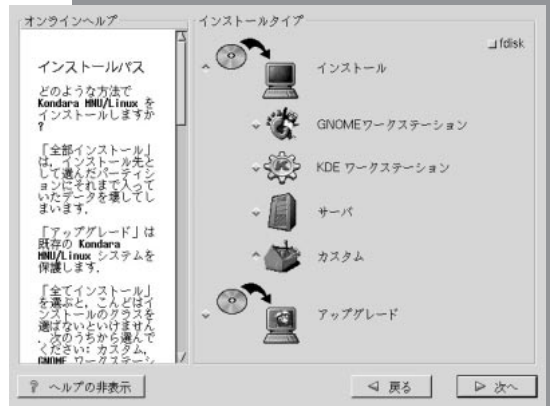 オンラインヘルプ
インストールパス
どのような方法で
Kondara MNU/Linux を
インストールしますか
?
「全部インストール」
は、インストール先と
して選んだパーティシ
ョンにそれまで入って
いたデータを壊してし
まいます.
「アップグレード」は
既存の Kondara
MNU/Linux システムを
保護します.
「全てインストール」
を選ぶと、こんどはイ
ンストールのクラスを
選ばないといけません
. 次のうちから選んで
ください: カスタム,
GNOME ワークステーシ
インストールタイプ
fdisk
インストール
GNOMEワークステーション
KDE ワークステーション
サーバ
カスタム
アップグレード
? ヘルプの非表示
戻る
次へ